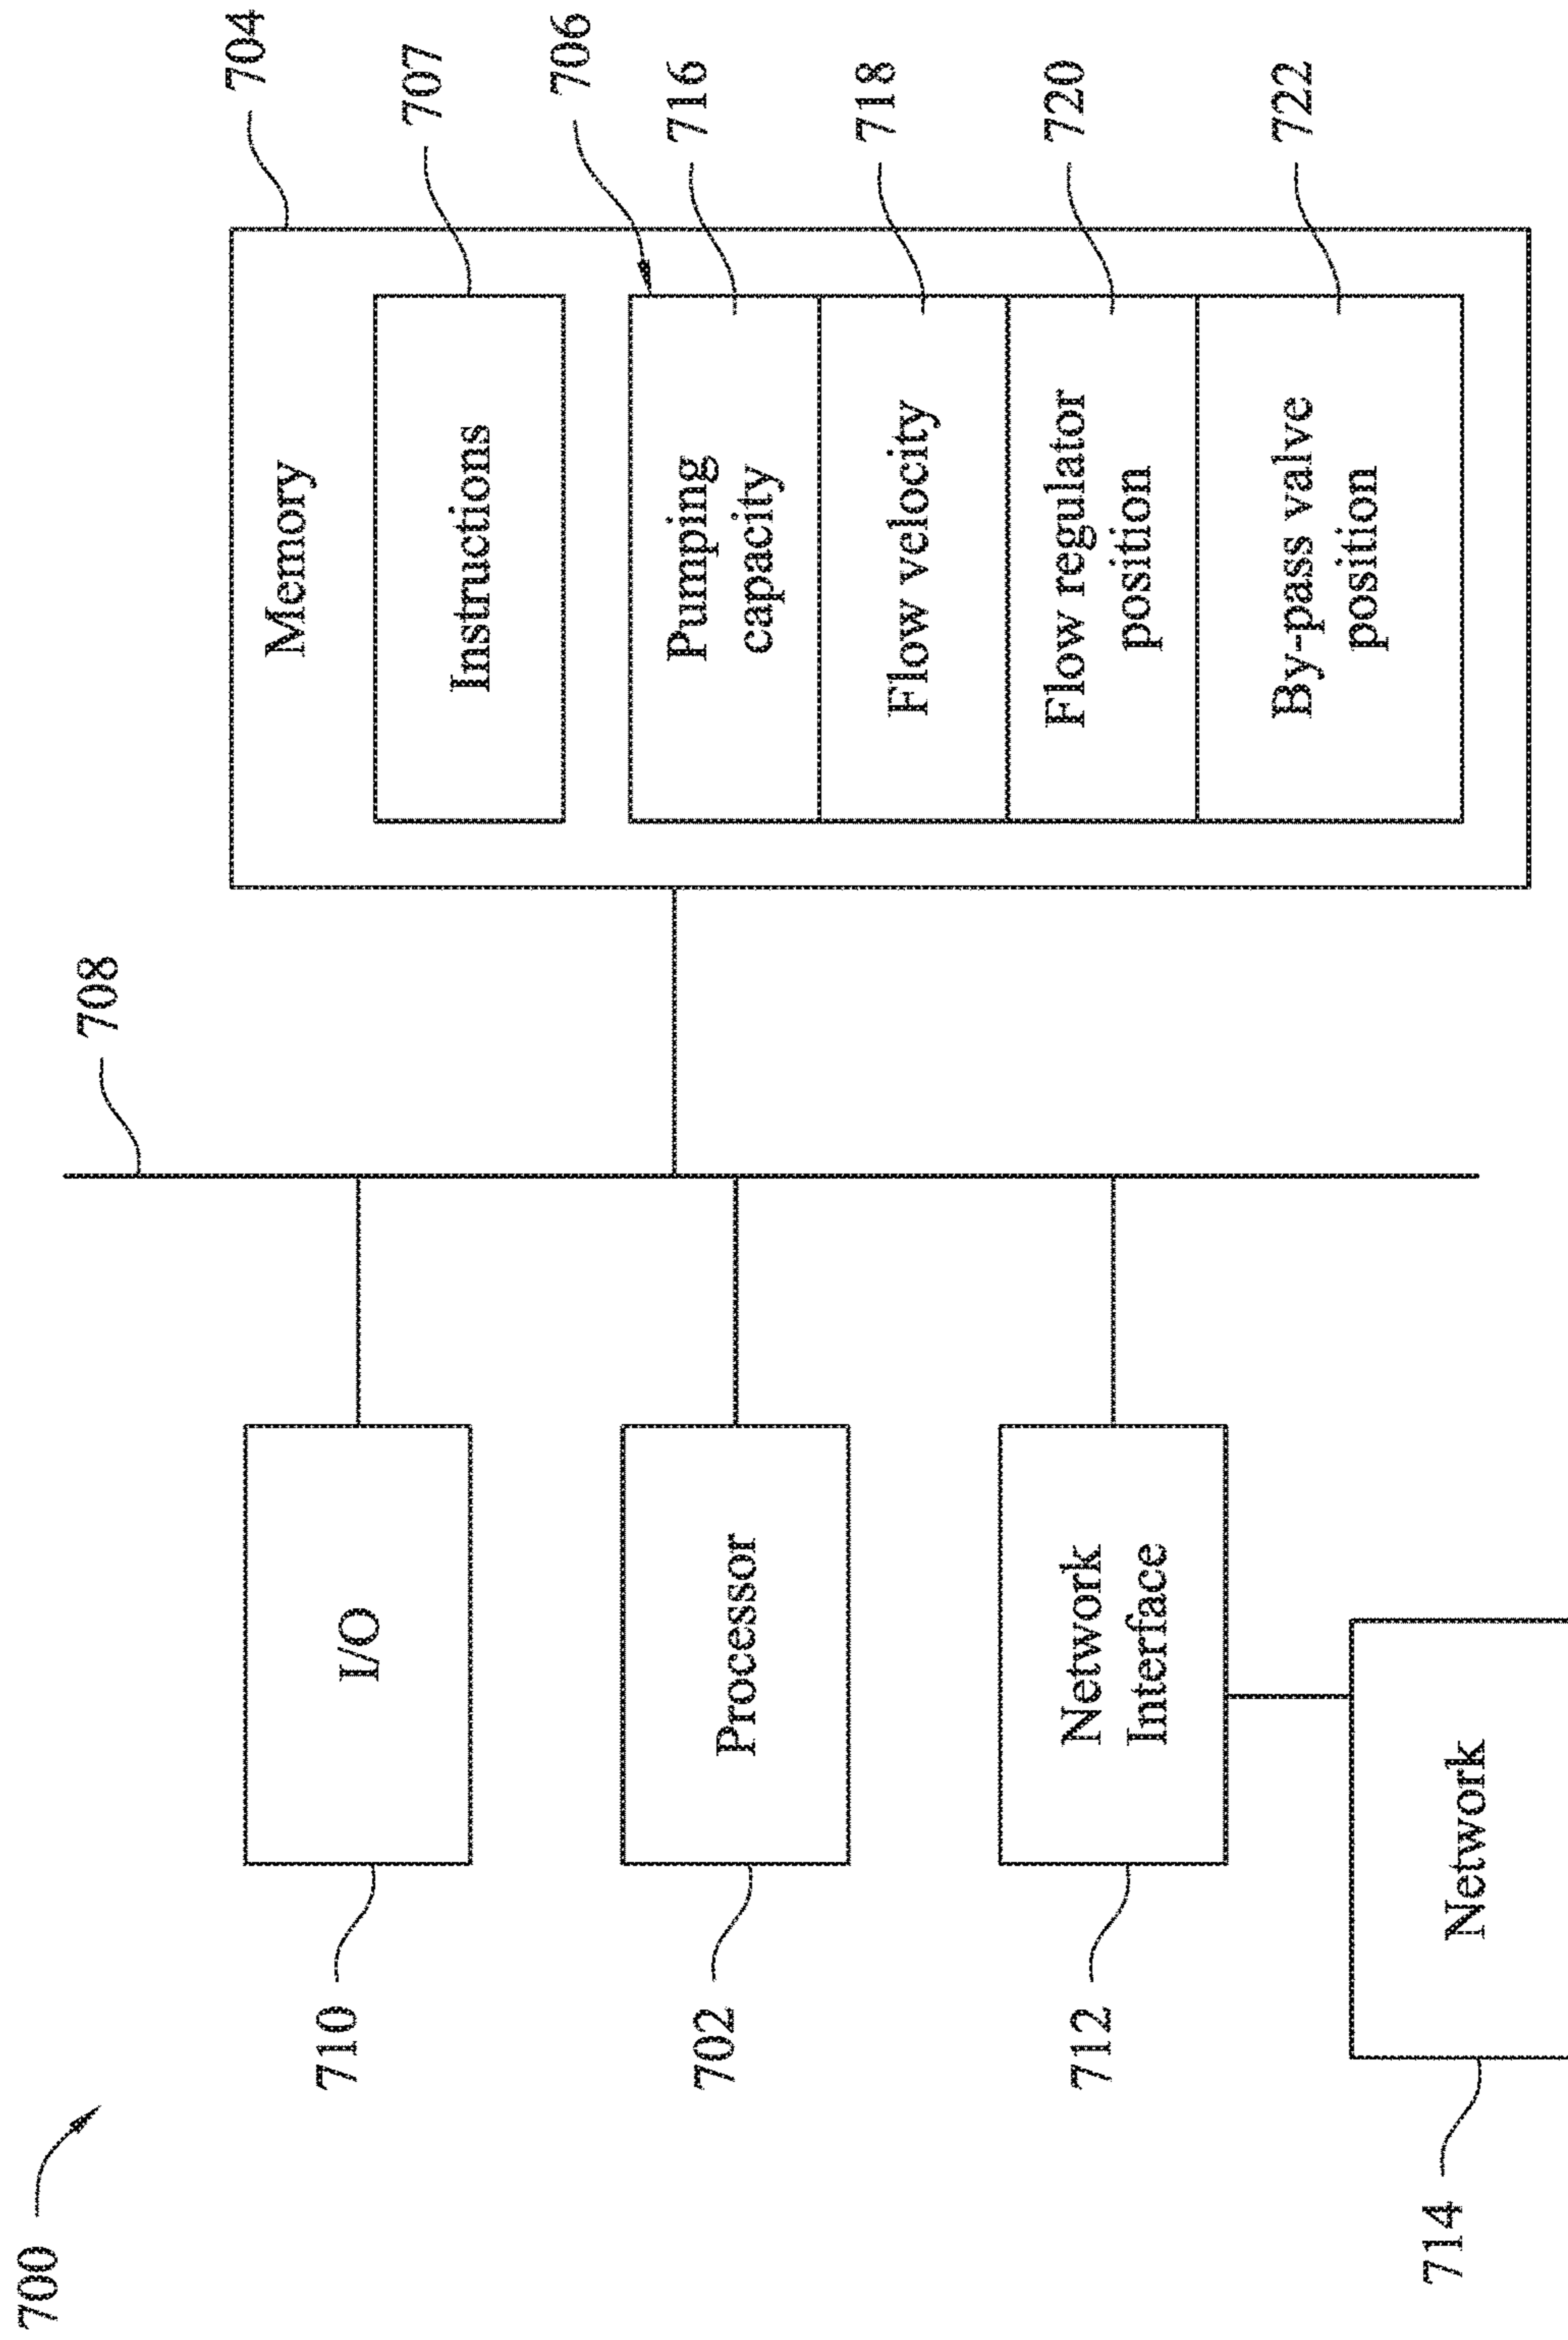 700
708
704
710
I/O
Memory
707
Instructions
706
702
Processor
Pumping
capacity
716
Flow velocity
718
712
Network
Interface
Flow regulator
position
720
By-pass valve
position
722
714
Network